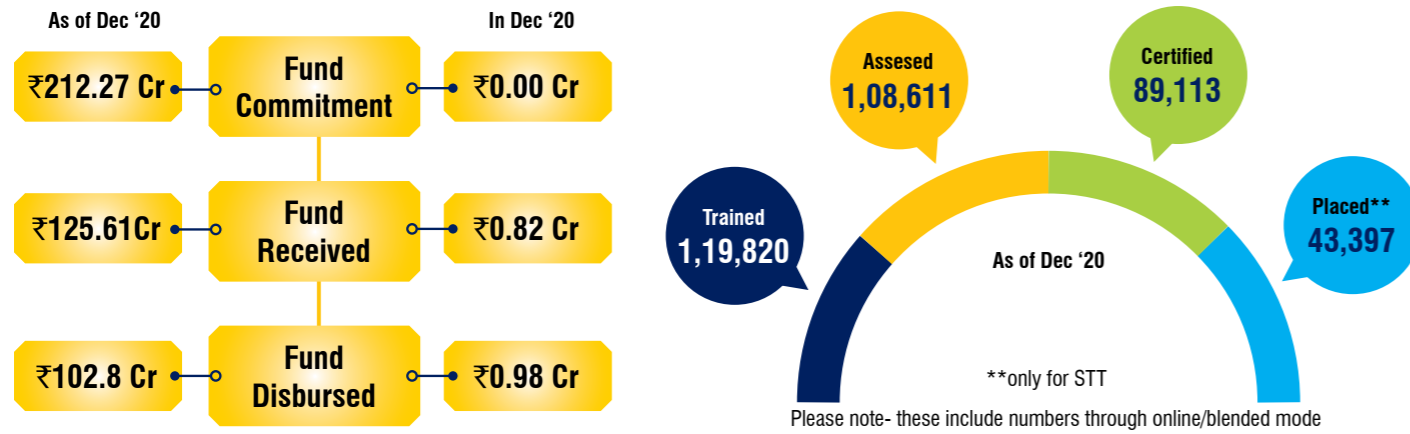 As of Dec ‘20
In Dec ‘20
₹212.27 Cr
Fund
Commitment
₹0.00 Cr
₹125.61Cr
Fund
Received
₹0.82 Cr
₹102.8 Cr
Fund
Disbursed
₹0.98 Cr
Trained
1,19,820
Assesed
1,08,611
Certified
89,113
Placed**
43,397
As of Dec ‘20
**only for STT
Please note- these include numbers through online/blended mode